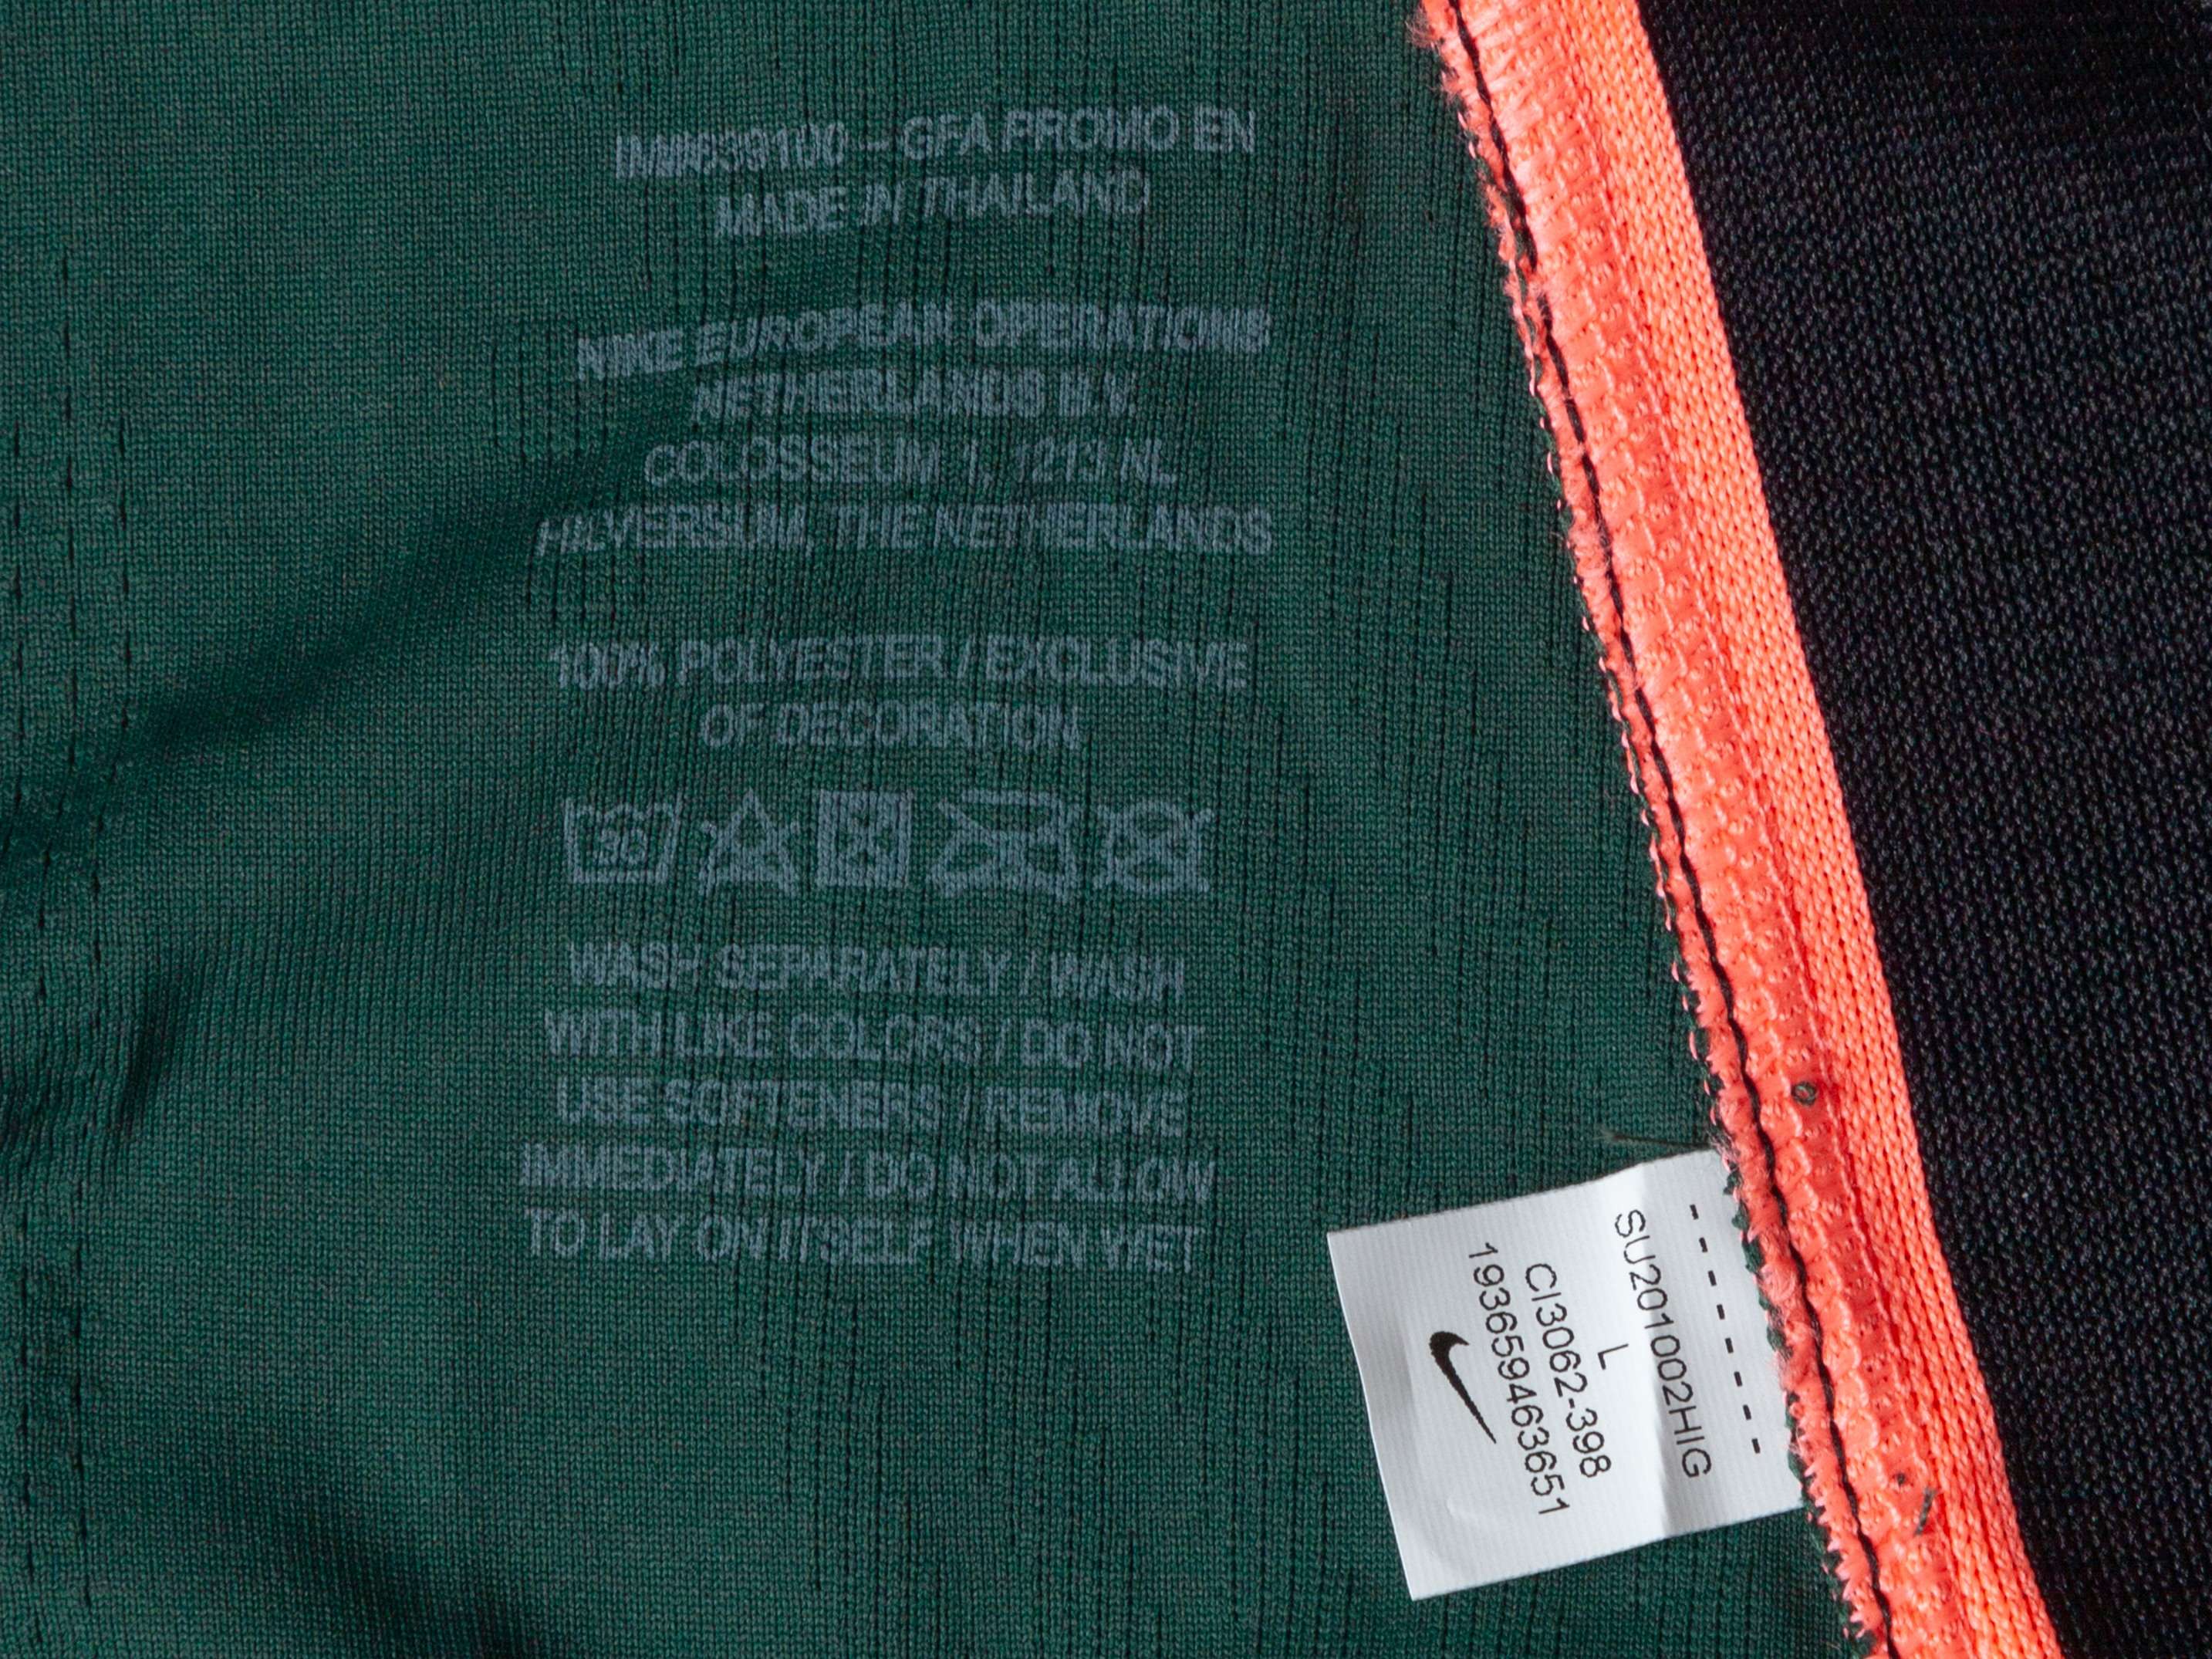 – GFA PROMO EN
MADE IN THAILAND
NIKE EUROPEAN OPERATIONS
NETHERLANDS B.V.
COLOSSEUM 1, 1213 NL
HILVERSUM, THE NETHERLANDS
100% POLYESTER / EXCLUSIVE
OF DECORATION
30
WASH SEPARATELY / WASH
WITH LIKE COLORS / DO NOT
USE SOFTENERS / REMOVE
IMMEDIATELY / DO NOT ALLOW
TO LAY ON ITSELF WHEN WET
SU201002HIG
L
CI3062-398
193659463651